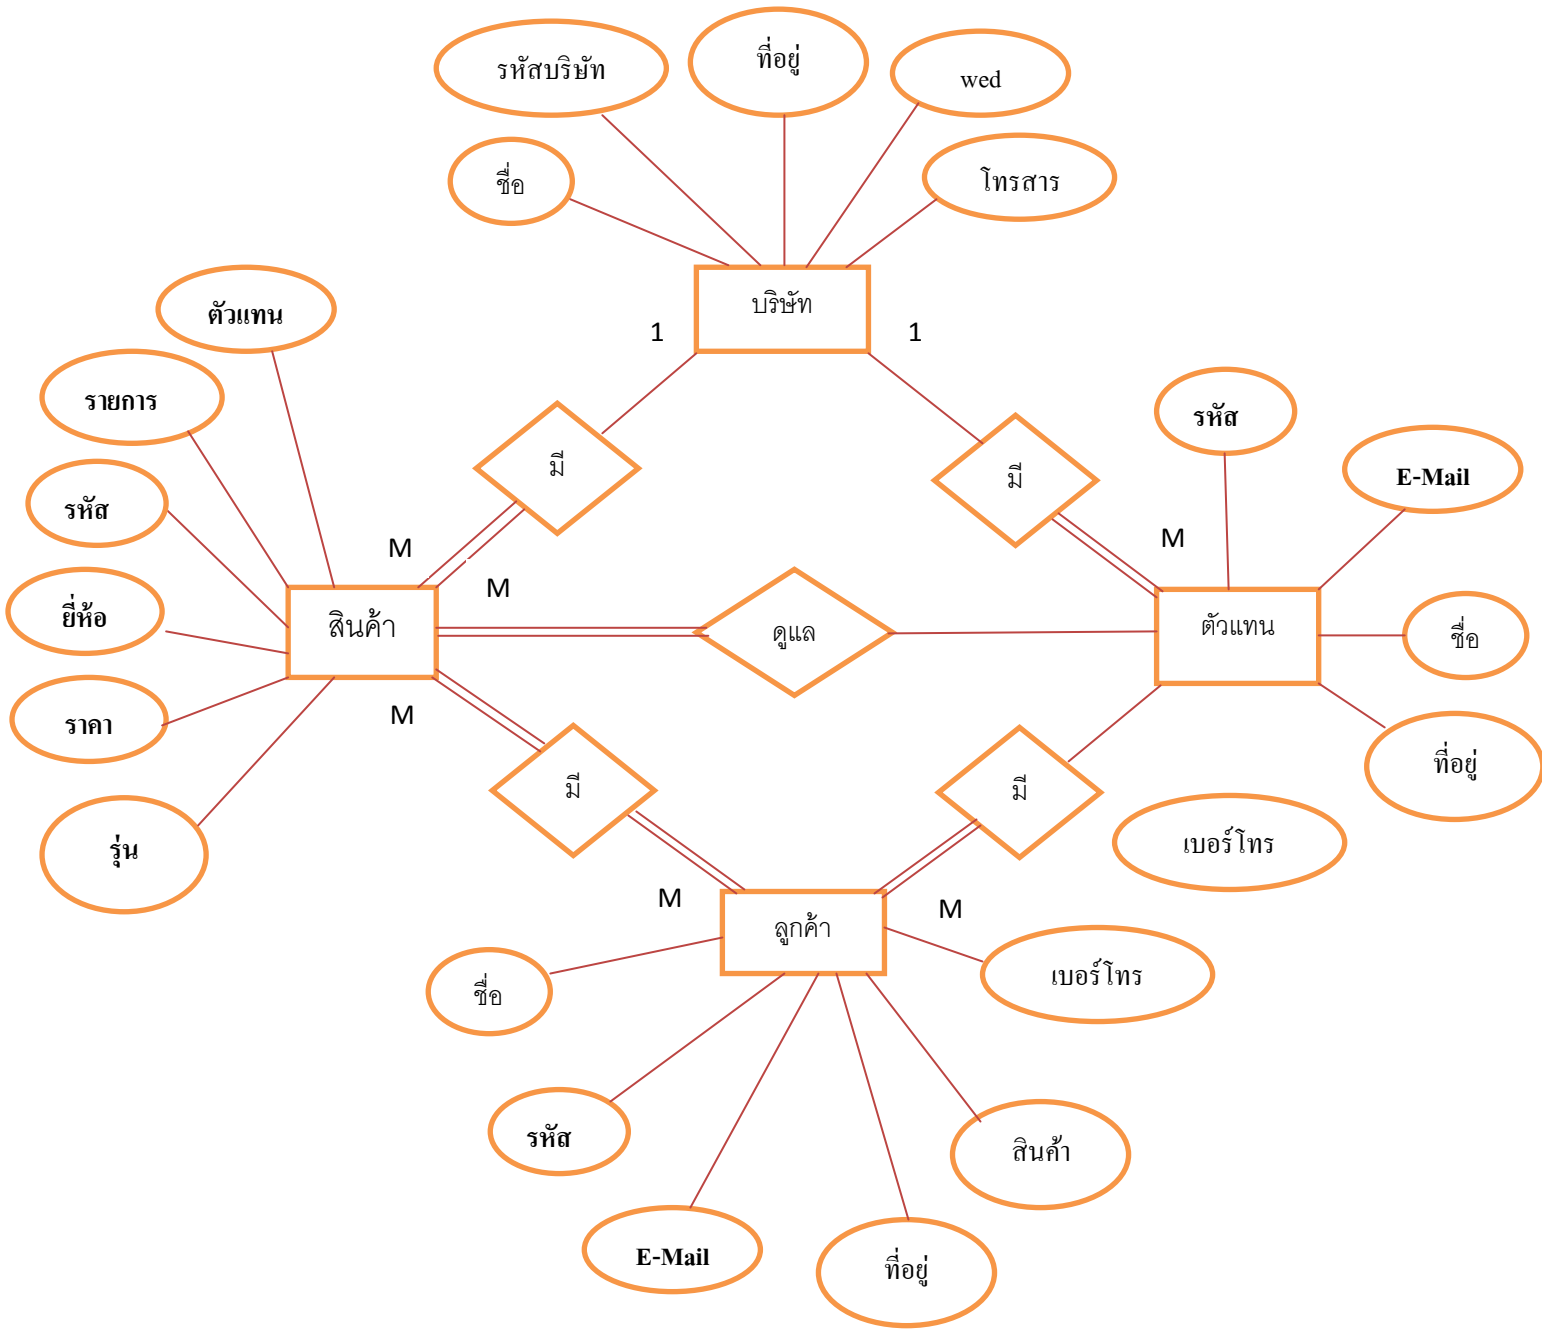 รหัสบริษัท
ที่อยู่
wed
ชื่อ
โทรสาร
บริษัท
ตัวแทน
1
1
รายการ
รหัส
E-Mail
มี
มี
รหัส
M
M
M
ยี่ห้อ
สินค้า
ดูแล
ตัวแทน
ชื่อ
ราคา
M
ที่อยู่
มี
มี
รุ่น
เบอร์โทร
M
M
ลูกค้า
ชื่อ
เบอร์โทร
รหัส
สินค้า
E-Mail
ที่อยู่